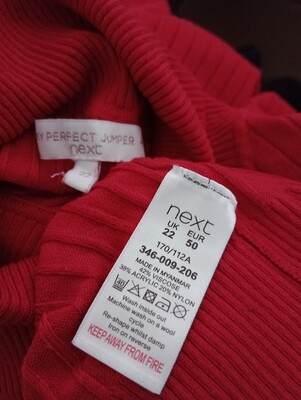 Y PERFECT JUMPER
next
22
next
UK EUR
22 50
170/112A
346-009-206
MADE IN MYANMAR
42% VISCOSE
38% ACRYLIC 20% NYLON
40
Wash inside out
Machine wash on a wool
cycle
Re-shape whilst damp
Iron on reverse
KEEP AWAY FROM FIRE